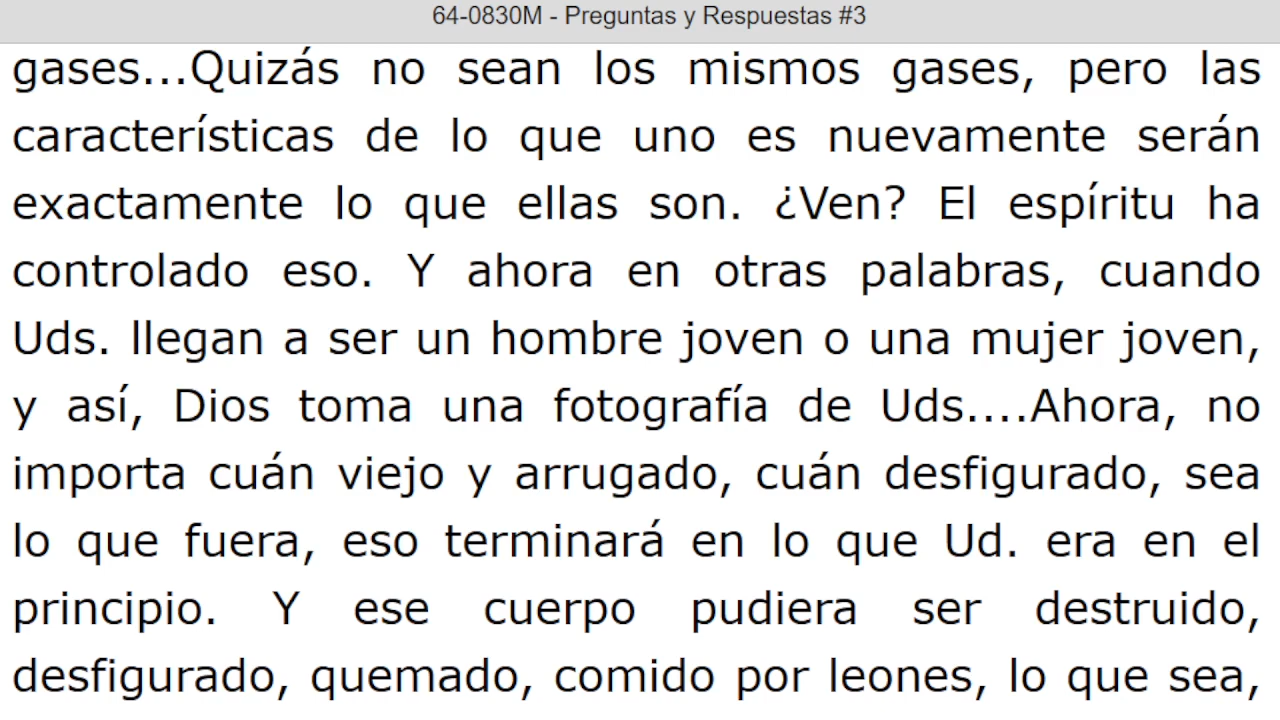 64-0830M - Preguntas y Respuestas #3
gases...Quizás no sean los mismos gases, pero las
características de lo que uno es nuevamente serán
exactamente lo que ellas son. ¿Ven? El espíritu ha
controlado eso. Y ahora en otras palabras, cuando
Uds. llegan a ser un hombre joven o una mujer joven,
y así, Dios toma una fotografía de Uds....Ahora, no
importa cuán viejo y arrugado, cuán desfigurado, sea
lo que fuera, eso terminará en lo que Ud. era en el
principio. Y ese cuerpo pudiera ser destruido,
desfigurado, quemado, comido por leones, lo que sea,